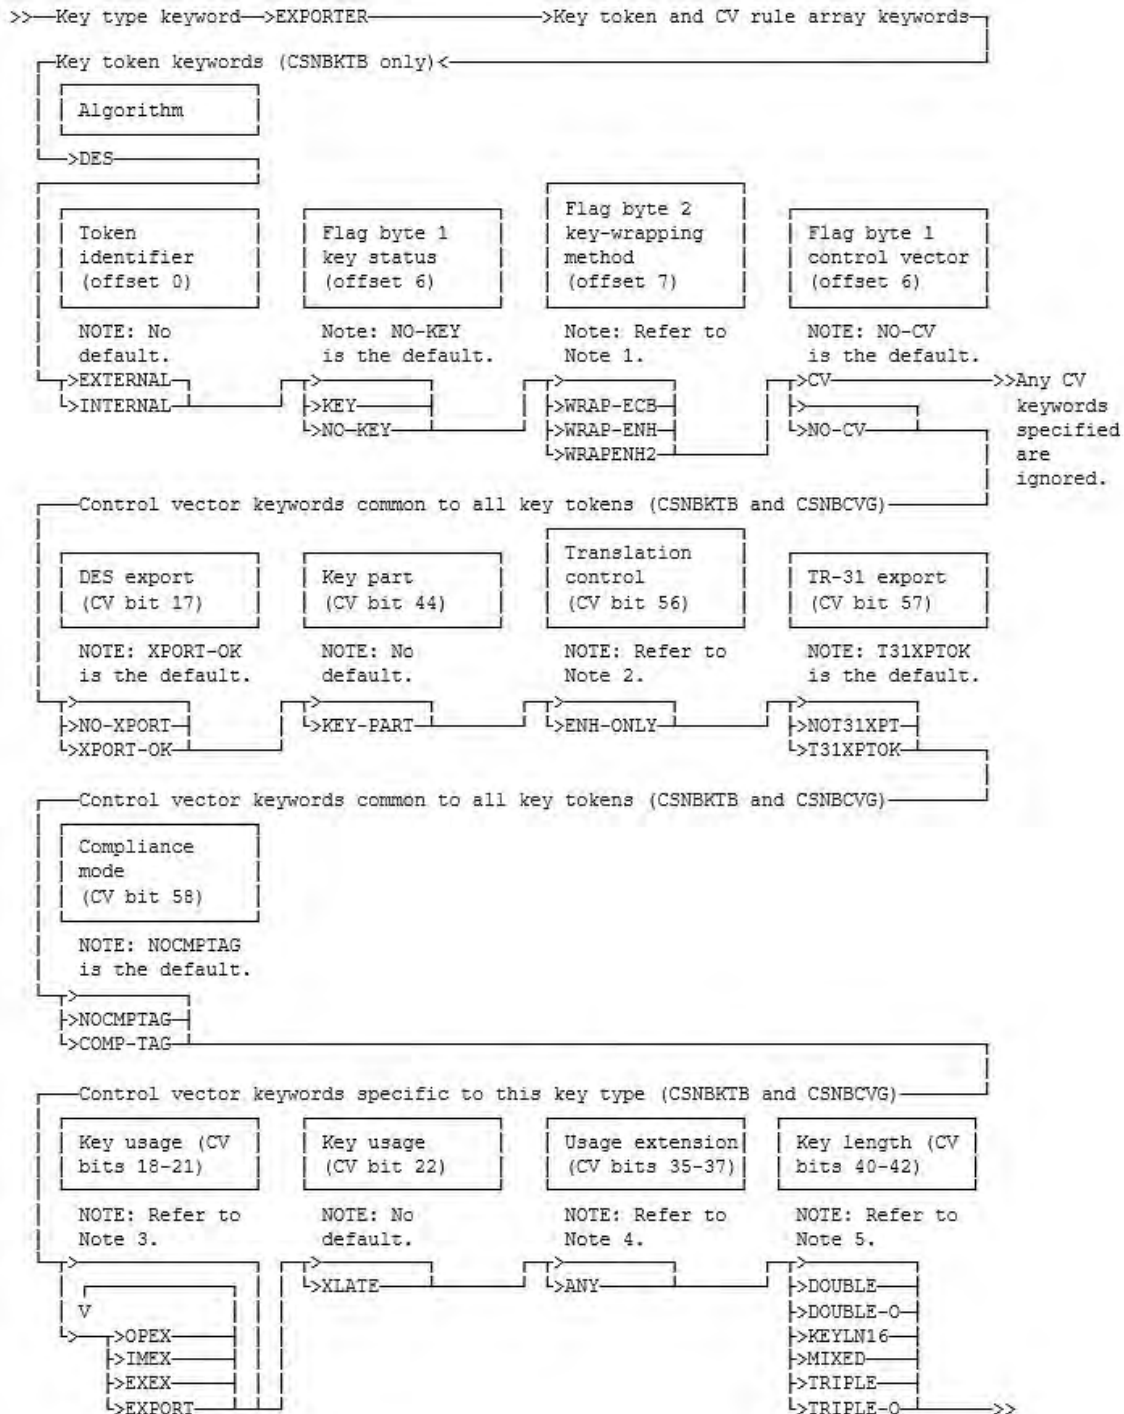 >>—Key type keyword—>EXPORTER—>Key token and CV rule array keywords
Key token keywords (CSNBKTB only)<
Algorithm
>DES
Token identifier (offset 0)
Flag byte 1 key status (offset 6)
Flag byte 2 key-wrapping method (offset 7)
Flag byte 1 control vector (offset 6)
NOTE: No default.
Note: NO-KEY is the default.
Note: Refer to Note 1.
NOTE: NO-CV is the default.
>EXTERNAL
>INTERNAL
>
>KEY
>NO-KEY
>
>WRAP-ECB
>WRAP-ENH
>WRAPENH2
>CV
>
>NO-CV
>>Any CV keywords specified are ignored.
Control vector keywords common to all key tokens (CSNBKTB and CSNBCVG)
DES export (CV bit 17)
Key part (CV bit 44)
Translation control (CV bit 56)
TR-31 export (CV bit 57)
NOTE: XPORT-OK is the default.
NOTE: No default.
NOTE: Refer to Note 2.
NOTE: T31XPTOK is the default.
>
>NO-XPORT
>XPORT-OK
>
>KEY-PART
>
>ENH-ONLY
>
>NOT31XPT
>T31XPTOK
Control vector keywords common to all key tokens (CSNBKTB and CSNBCVG)
Compliance mode (CV bit 58)
NOTE: NOCMPTAG is the default.
>
>NOCMPTAG
>COMP-TAG
Control vector keywords specific to this key type (CSNBKTB and CSNBCVG)
Key usage (CV bits 18-21)
Key usage (CV bit 22)
Usage extension (CV bits 35-37)
Key length (CV bits 40-42)
NOTE: Refer to Note 3.
NOTE: No default.
NOTE: Refer to Note 4.
NOTE: Refer to Note 5.
>
V
>
>OPEX
>IMEX
>EXEX
>EXPORT
>
>XLATE
>
>ANY
>
>DOUBLE
>DOUBLE-O
>KEYLN16
>MIXED
>TRIPLE
>TRIPLE-O
>>